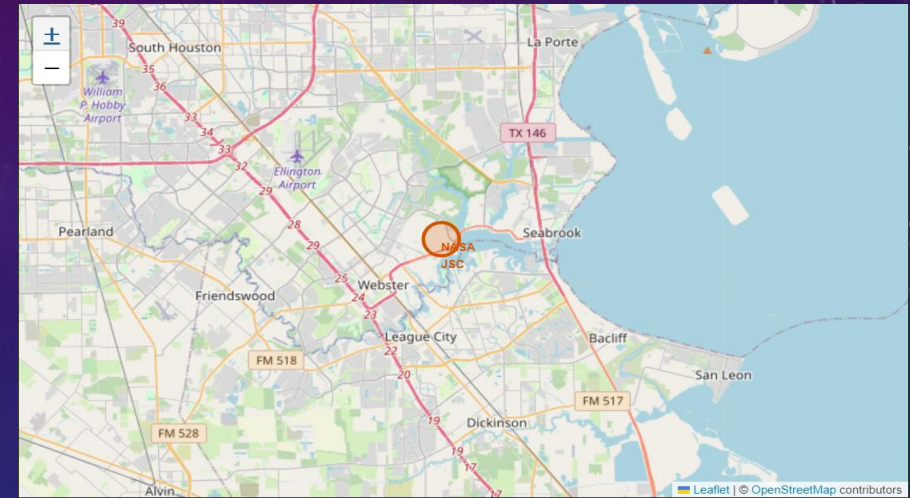 +
−
39
South Houston
La Porte
35
36
William
P. Hobby
Airport
33
34
TX 146
33
32
Ellington
Airport
29
28
Pearland
29
Seabrook
NASA
JSC
25
Webster
24
Friendswood
23
League City
Bacliff
22
FM 518
20
San Leon
FM 517
19
Dickinson
FM 528
19
17
Alvin
17
Leaflet | © OpenStreetMap contributors